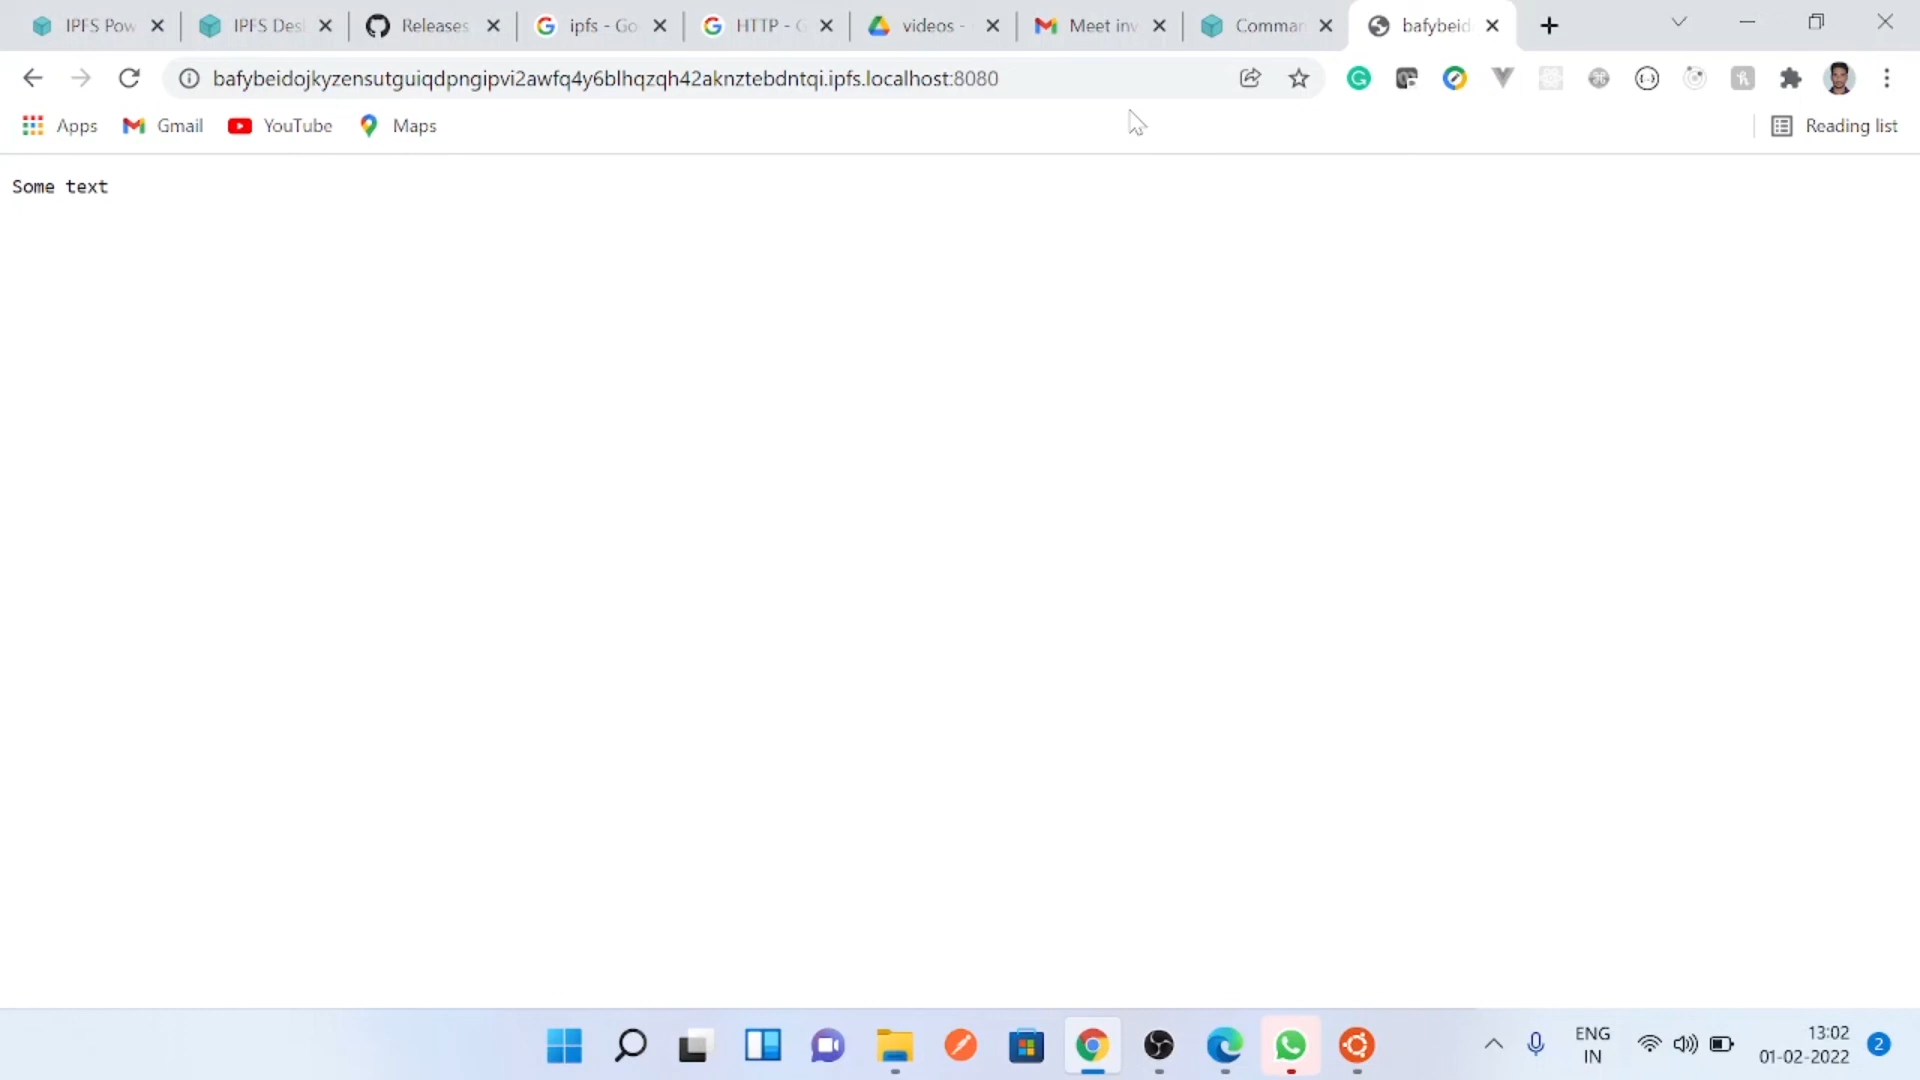 IPFS Pow
IPFS Des
Releases
ipfs - Go
HTTP - G
videos -
Meet inv
Comman
bafybeid
bafybeidojkyzensutguiqdpngipvi2awfq4y6blhqzqh42aknztebdntqi.ipfs.localhost:8080
Apps
Gmail
YouTube
Maps
Reading list
Some text
ENG
IN
13:02
01-02-2022
2